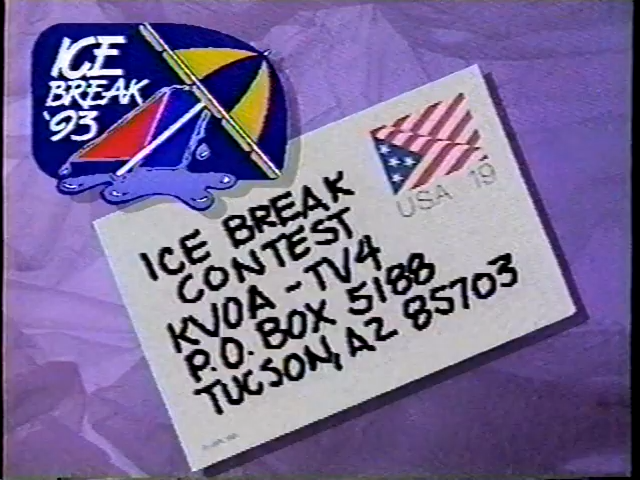 ICE
BREAK
'93
USA 19
ICE BREAK
CONTEST
KVOA-TV4
P.O. BOX 5188
TUCSON, AZ 85703